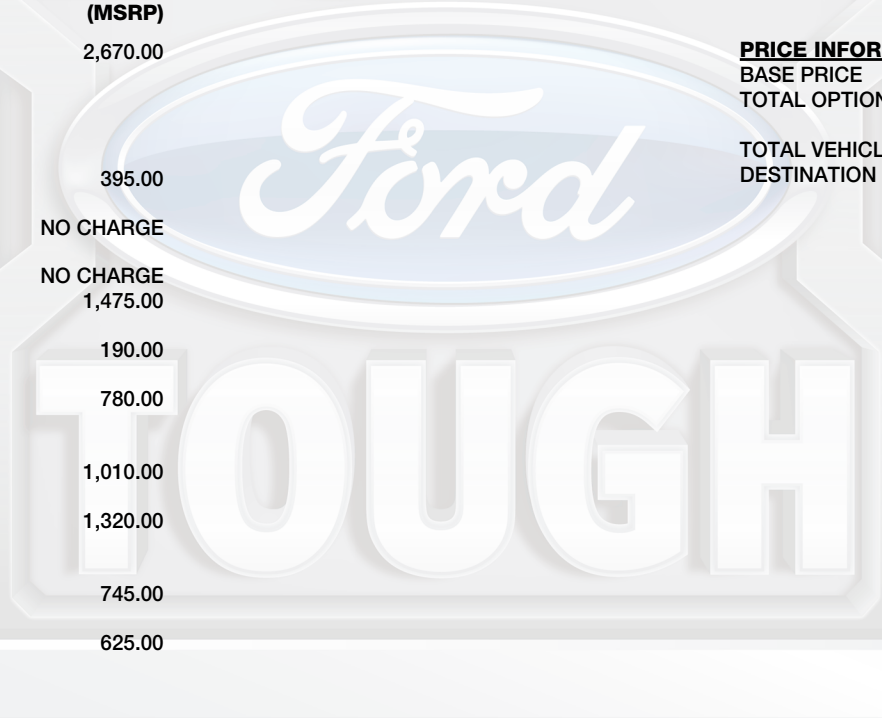 (MSRP)
2,670.00
395.00
NO CHARGE
NO CHARGE
1,475.00
190.00
780.00
1,010.00
1,320.00
745.00
625.00
PRICE INFOR
BASE PRICE
TOTAL OPTION
TOTAL VEHICL
DESTINATION
Ford
TOUGH